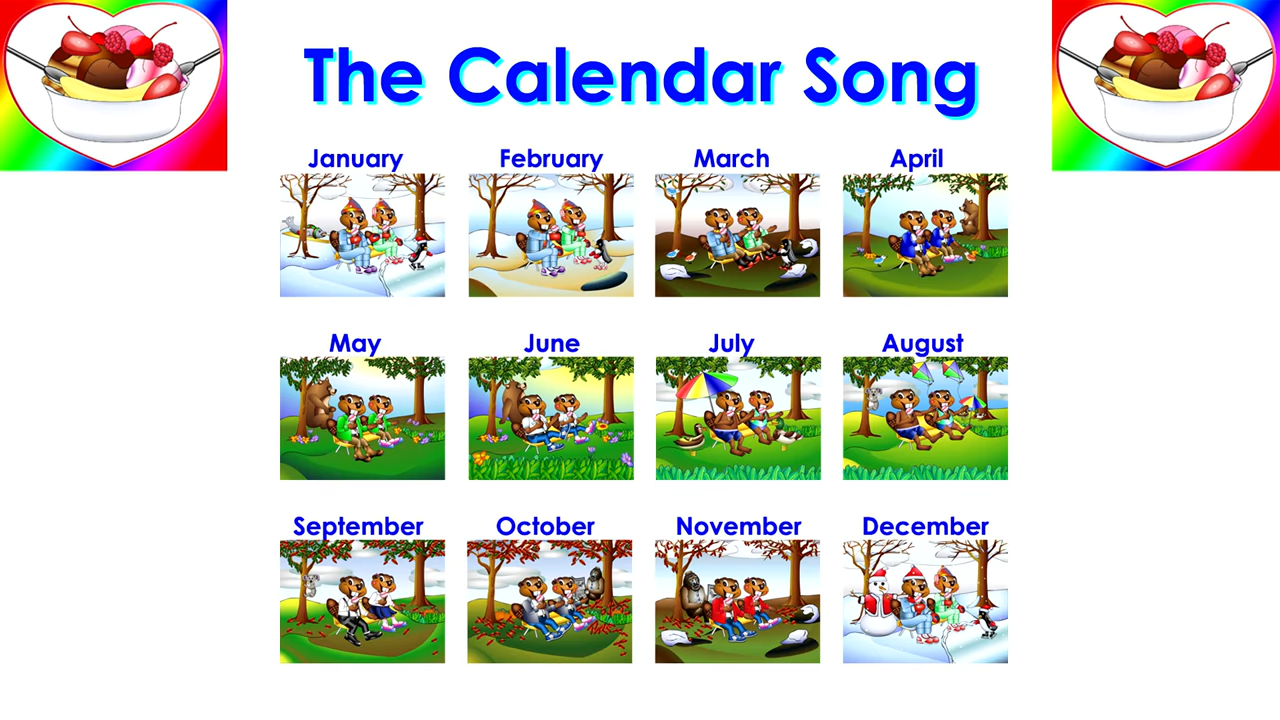 The Calendar Song
January February March April
May June July August
September October November December